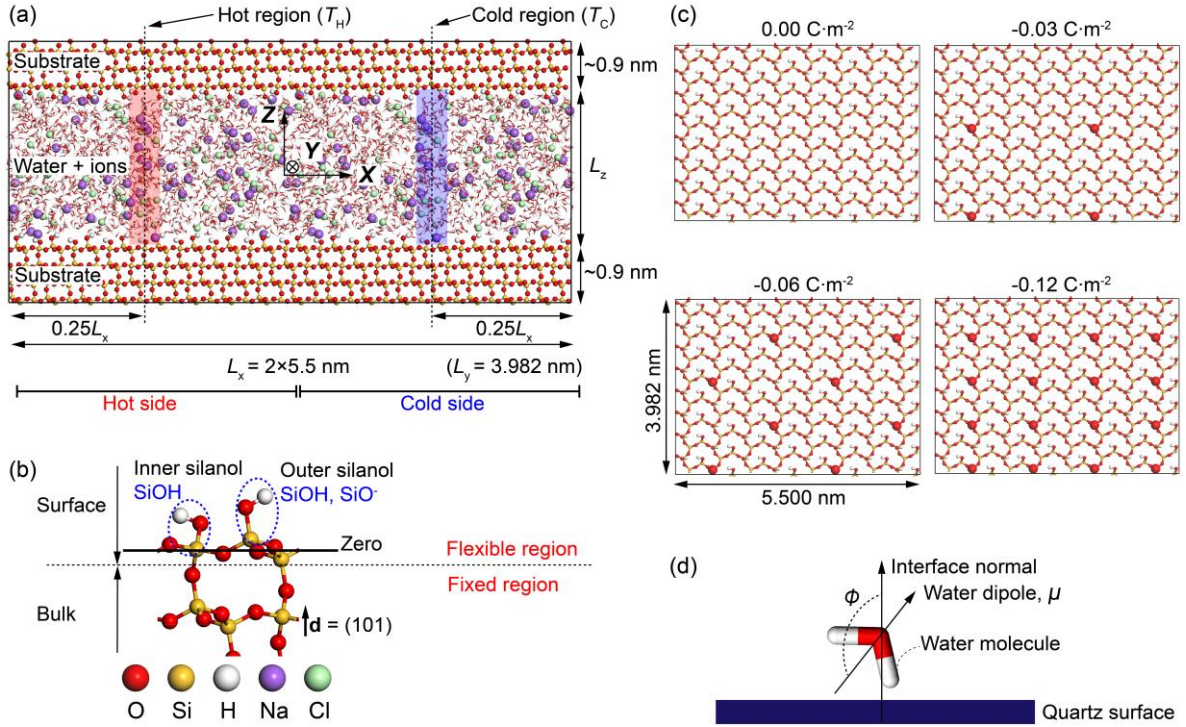 (a)
Hot region (T_H)
Cold region (T_C)
Substrate
~0.9 nm
Water + ions
Z
Y
X
L_z
Substrate
~0.9 nm
0.25L_x
0.25L_x
L_x = 2×5.5 nm
(L_y = 3.982 nm)
Hot side
Cold side
(b)
Inner silanol
SiOH
Outer silanol
SiOH, SiO⁻
Surface
Zero
Flexible region
Fixed region
Bulk
d = (101)
O Si H Na Cl
(c)
0.00 C·m⁻²
-0.03 C·m⁻²
-0.06 C·m⁻²
-0.12 C·m⁻²
3.982 nm
5.500 nm
(d)
Interface normal
ϕ
Water dipole, μ
Water molecule
Quartz surface